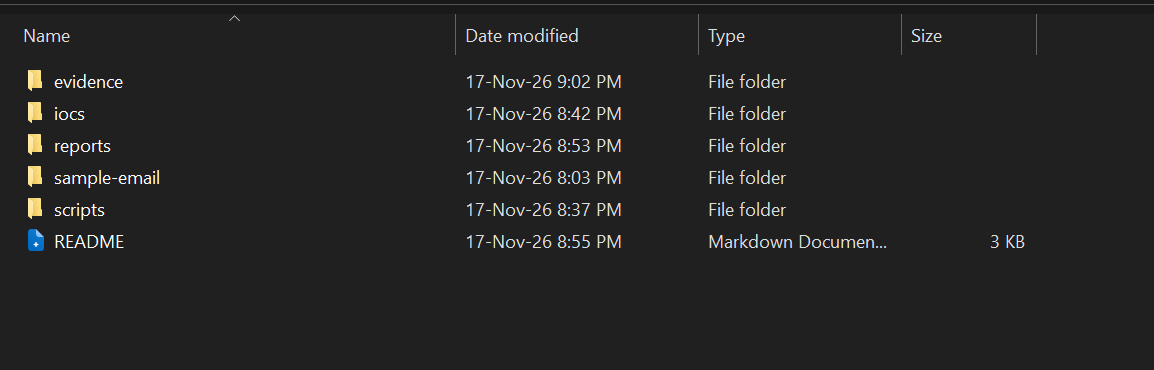 Name Date modified Type Size
evidence 17-Nov-26 9:02 PM File folder
iocs 17-Nov-26 8:42 PM File folder
reports 17-Nov-26 8:53 PM File folder
sample-email 17-Nov-26 8:03 PM File folder
scripts 17-Nov-26 8:37 PM File folder
README 17-Nov-26 8:55 PM Markdown Documen... 3 KB